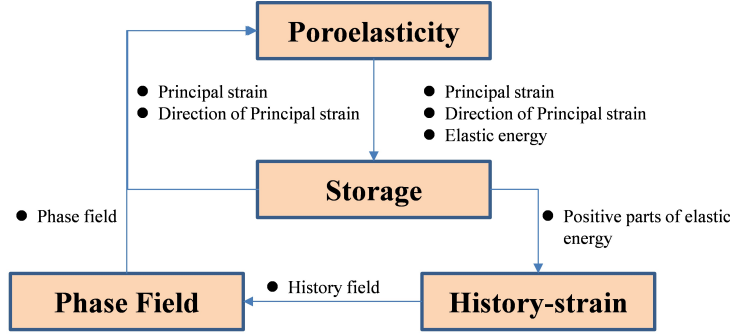 Poroelasticity
● Principal strain
● Direction of Principal strain
● Principal strain
● Direction of Principal strain
● Elastic energy
Storage
● Phase field
● Positive parts of elastic
energy
● History field
Phase Field
History-strain